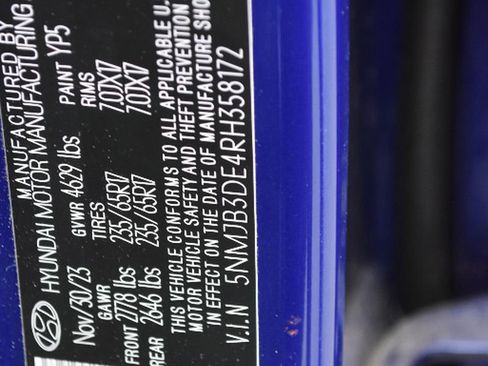 MANUFACTURED BY
HYUNDAI MOTOR MANUFACTURING
Nov/30/23 GVWR 4629 lbs PAINT YP5
GAWR TIRES RIMS
FRONT 2778 lbs 235/65R17 7.0JX17
REAR 2646 lbs 235/65R17 7.0JX17
THIS VEHICLE CONFORMS TO ALL APPLICABLE U.
MOTOR VEHICLE SAFETY AND THEFT PREVENTION
IN EFFECT ON THE DATE OF MANUFACTURE SHO
V.I.N 5NMJB3DE4RH358172